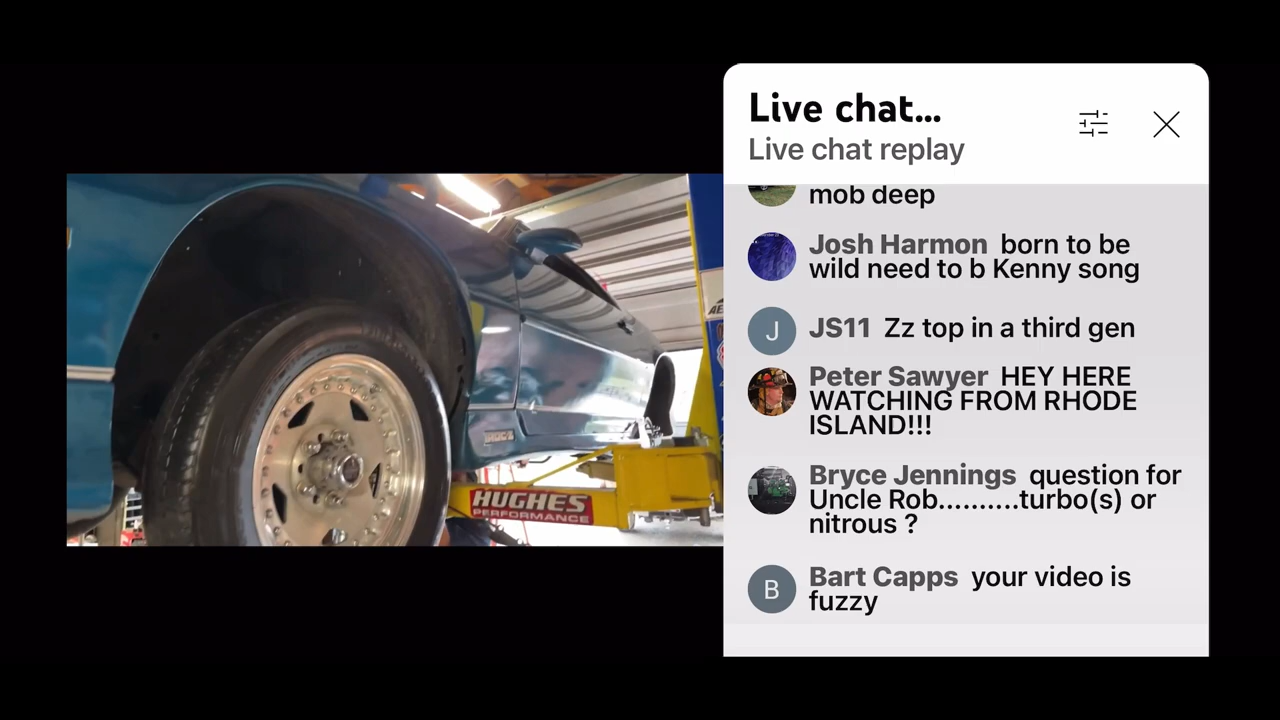 Live chat...
Live chat replay
mob deep
Josh Harmon born to be
wild need to b Kenny song
J
JS11 Zz top in a third gen
Peter Sawyer HEY HERE
WATCHING FROM RHODE
ISLAND!!!
Bryce Jennings question for
Uncle Rob..........turbo(s) or
nitrous ?
B
Bart Capps your video is
fuzzy
HUGHES
PERFORMANCE